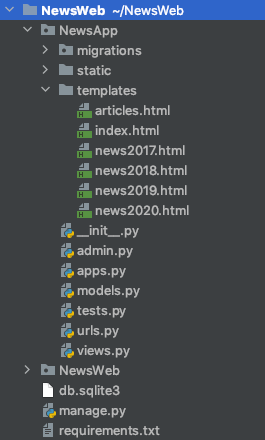 NewsWeb ~/NewsWeb
NewsApp
migrations
static
templates
articles.html
index.html
news2017.html
news2018.html
news2019.html
news2020.html
__init__.py
admin.py
apps.py
models.py
tests.py
urls.py
views.py
NewsWeb
db.sqlite3
manage.py
requirements.txt